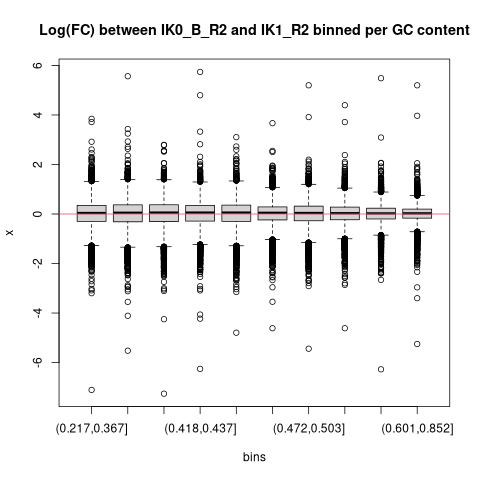 Log(FC) between IK0_B_R2 and IK1_R2 binned per GC content
6
4
2
0
-2
-4
-6
x
(0.217,0.367] (0.418,0.437] (0.472,0.503] (0.601,0.852]
bins